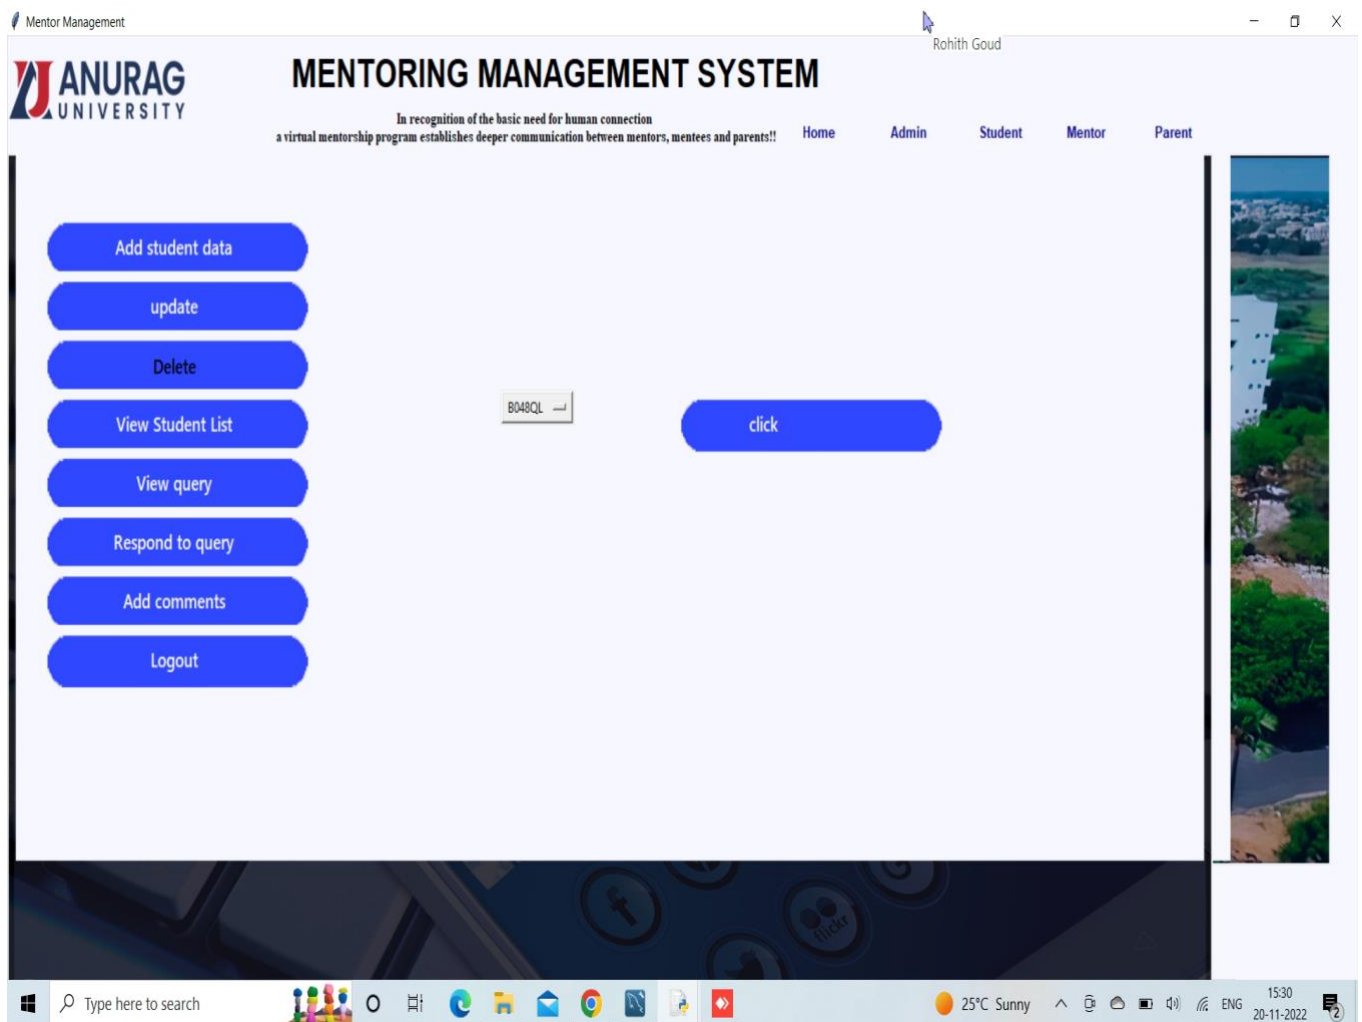 Mentor Management
Rohith Goud
ANURAG
UNIVERSITY
MENTORING MANAGEMENT SYSTEM
In recognition of the basic need for human connection
a virtual mentorship program establishes deeper communication between mentors, mentees and parents!!
Home Admin Student Mentor Parent
Add student data
update
Delete
B048QL
click
View Student List
View query
Respond to query
Add comments
Logout
flickr
Type here to search
25°C Sunny
ENG
15:30
20-11-2022
2